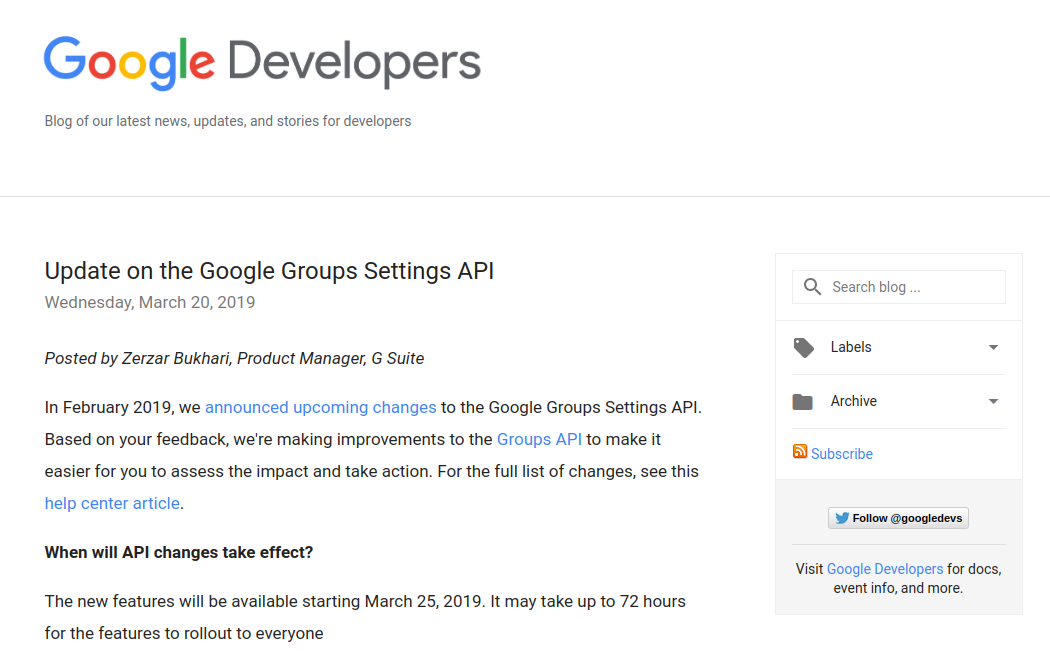 Google Developers
Blog of our latest news, updates, and stories for developers
Update on the Google Groups Settings API
Wednesday, March 20, 2019
Posted by Zerzar Bukhari, Product Manager, G Suite
In February 2019, we announced upcoming changes to the Google Groups Settings API.
Based on your feedback, we're making improvements to the Groups API to make it
easier for you to assess the impact and take action. For the full list of changes, see this
help center article.
When will API changes take effect?
The new features will be available starting March 25, 2019. It may take up to 72 hours
for the features to rollout to everyone
Search blog ...
Labels
Archive
Subscribe
Follow @googledevs
Visit Google Developers for docs,
event info, and more.